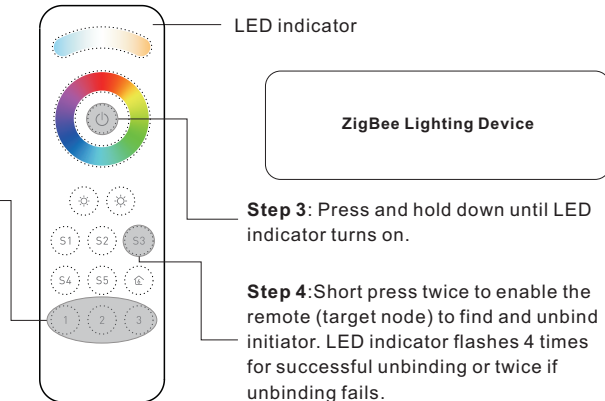 LED indicator
ZigBee Lighting Device
Step 3: Press and hold down until LED
indicator turns on.
S1 S2 S3
S4 S5
1 2 3
Step 4:Short press twice to enable the
remote (target node) to find and unbind
initiator. LED indicator flashes 4 times
for successful unbinding or twice if
unbinding fails.